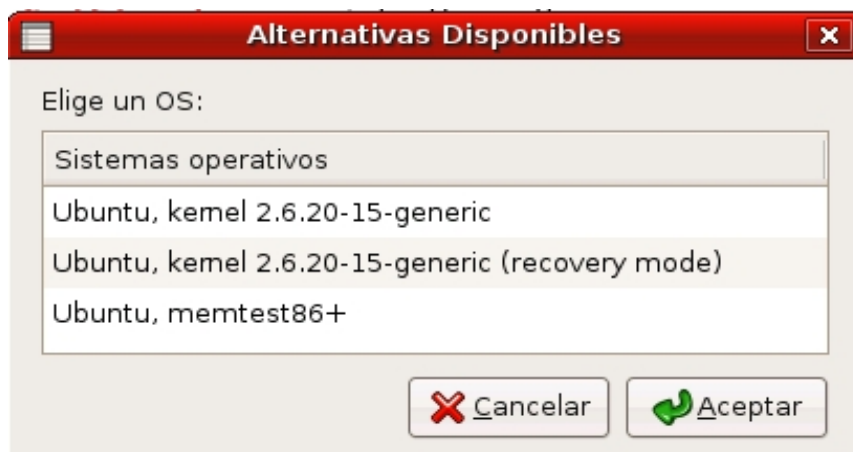 Alternativas Disponibles
Elige un OS:
Sistemas operativos
Ubuntu, kernel 2.6.20-15-generic
Ubuntu, kernel 2.6.20-15-generic (recovery mode)
Ubuntu, memtest86+
Cancelar
Aceptar